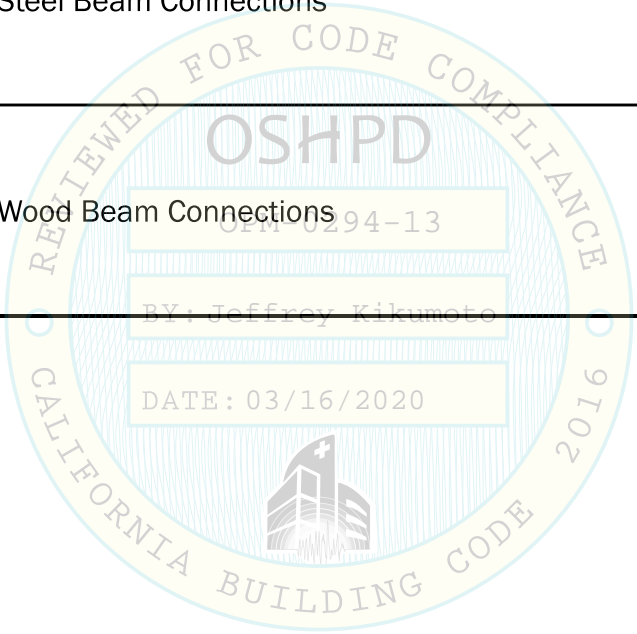 Steel Beam Connections
REVIEWED FOR CODE COMPLIANCE
OSHPD
Wood Beam Connections
OPM-0294-13
BY: Jeffrey Kikumoto
DATE: 03/16/2020
CALIFORNIA BUILDING CODE 2016